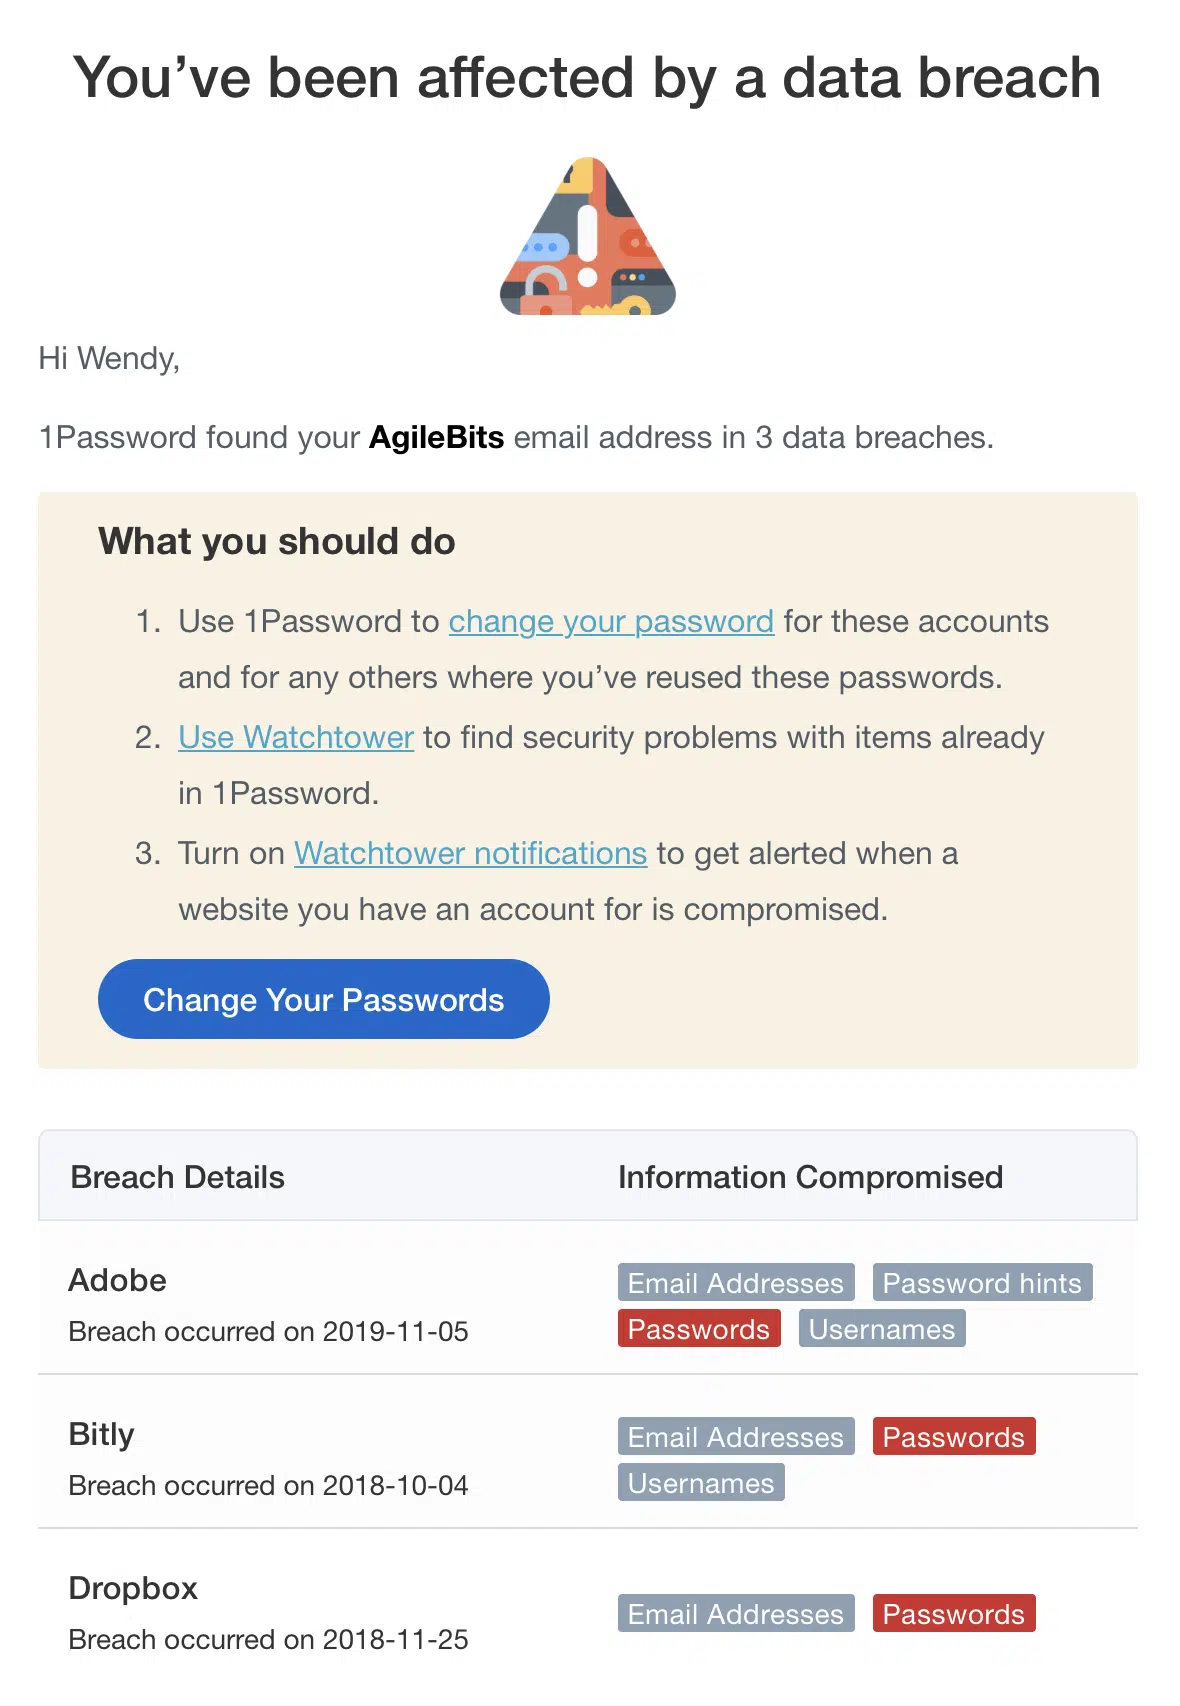 You’ve been affected by a data breach
Hi Wendy,
1Password found your AgileBits email address in 3 data breaches.
What you should do
1. Use 1Password to change your password for these accounts
and for any others where you’ve reused these passwords.
2. Use Watchtower to find security problems with items already
in 1Password.
3. Turn on Watchtower notifications to get alerted when a
website you have an account for is compromised.
Change Your Passwords
Breach Details Information Compromised
Adobe
Breach occurred on 2019-11-05
Email Addresses Password hints
Passwords Usernames
Bitly
Breach occurred on 2018-10-04
Email Addresses Passwords
Usernames
Dropbox
Breach occurred on 2018-11-25
Email Addresses Passwords